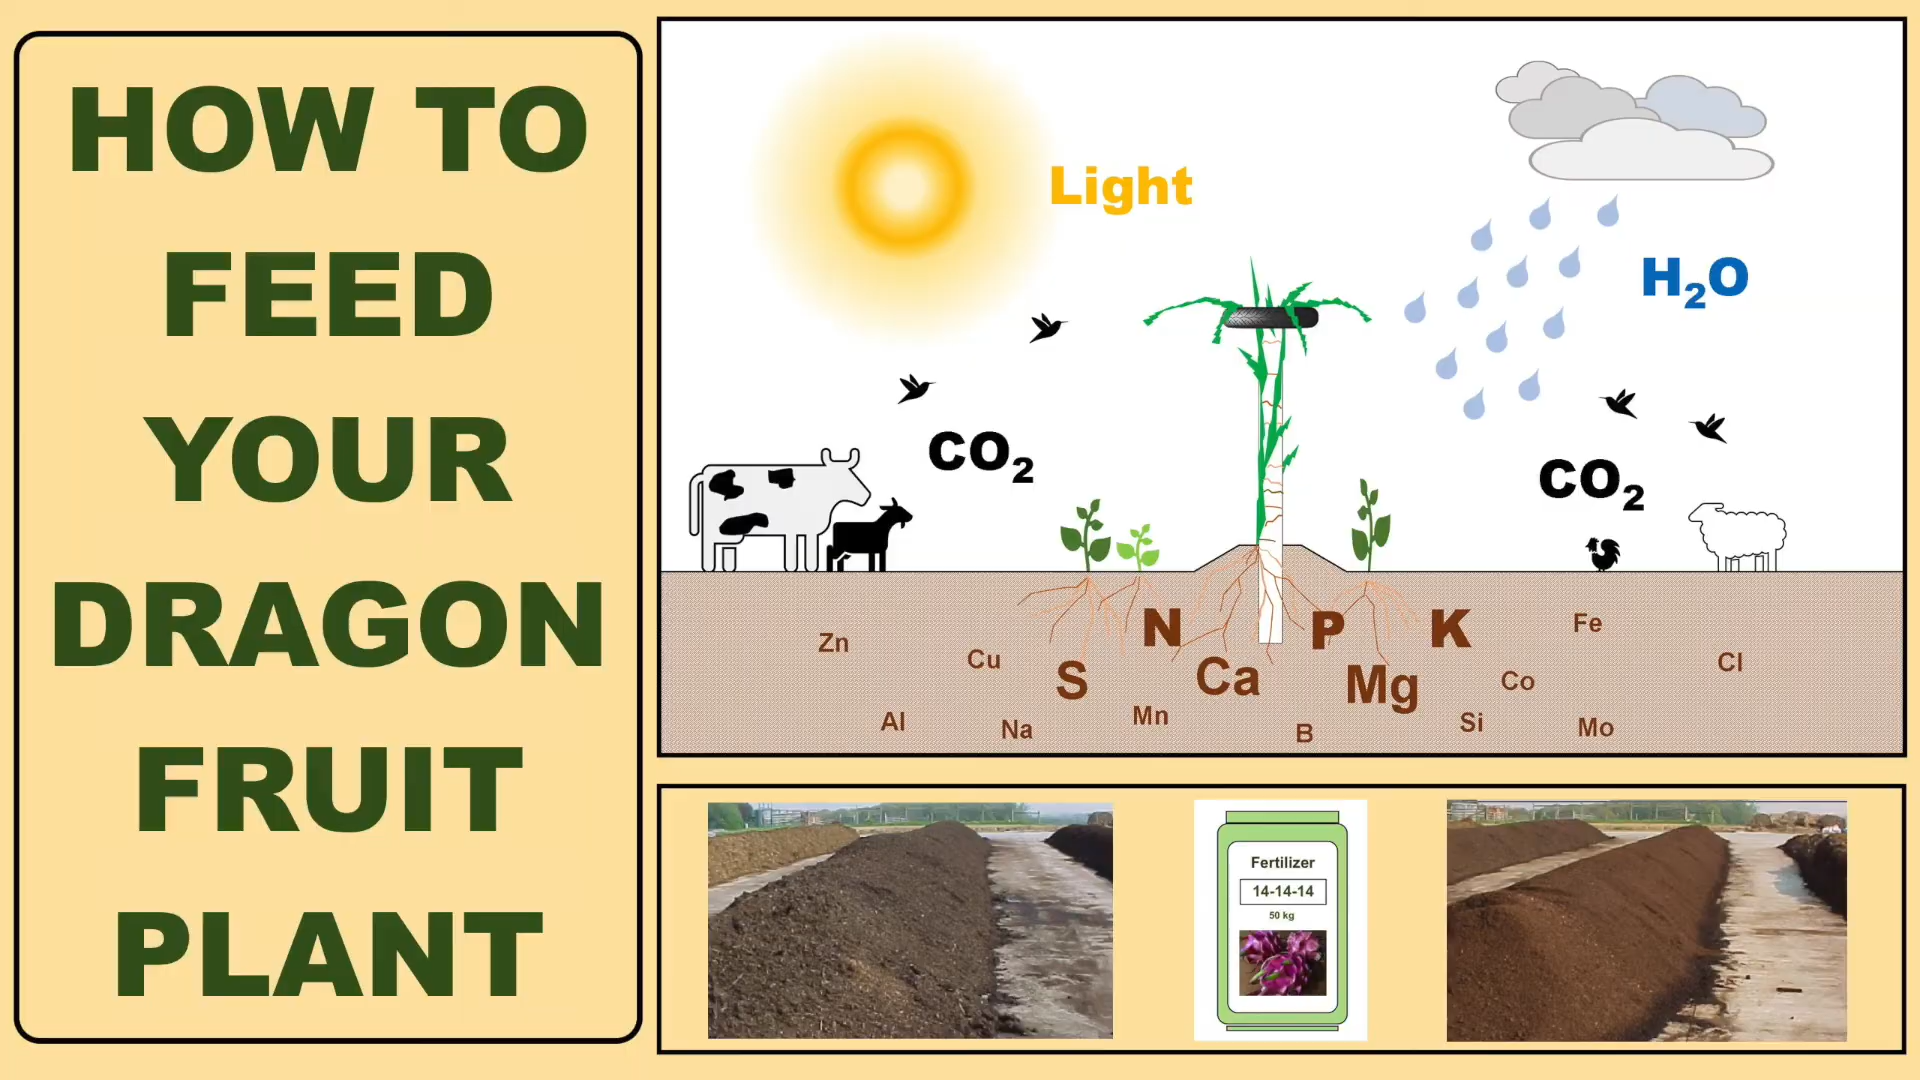 HOW TO
FEED
YOUR
DRAGON
FRUIT
PLANT
Light
H₂O
CO₂
CO₂
N
P
K
Fe
Zn
Cu
S
Ca
Mg
Co
Cl
Al
Na
Mn
B
Si
Mo
Fertilizer
14-14-14
50 kg